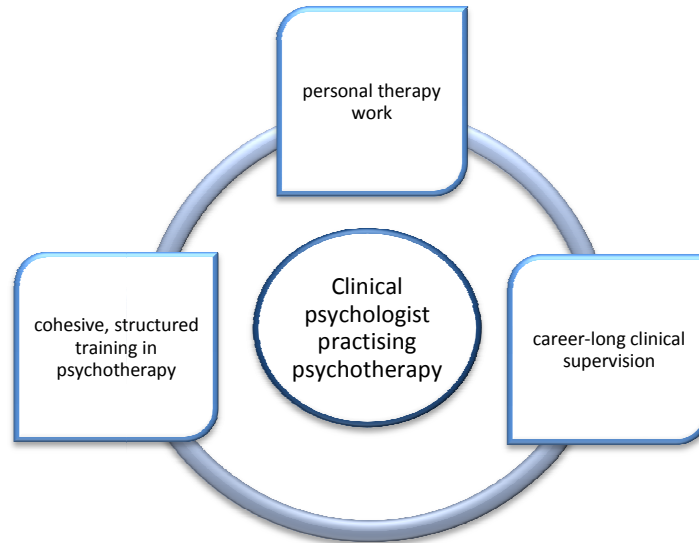 personal therapy
work
Clinical
psychologist
practising
psychotherapy
cohesive, structured
training in
psychotherapy
career-long clinical
supervision